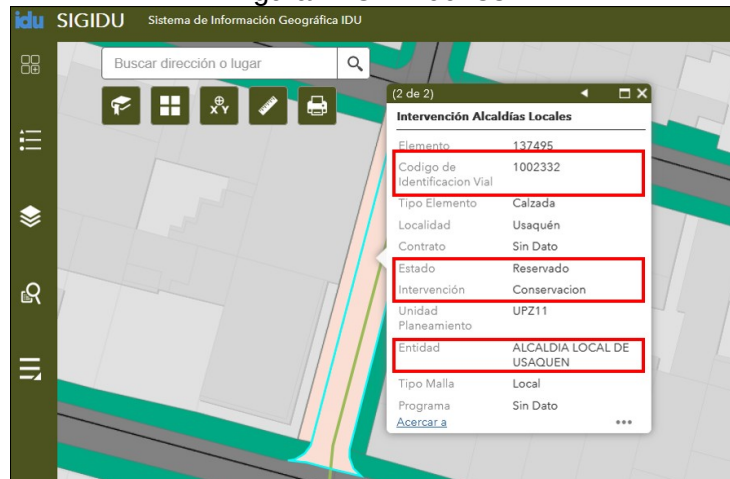 idu SIGIDU Sistema de Información Geográfica IDU
Buscar dirección o lugar
(2 de 2)
Intervención Alcaldías Locales
Elemento 137495
Codigo de Identificacion Vial 1002332
Tipo Elemento Calzada
Localidad Usaquén
Contrato Sin Dato
Estado Reservado
Intervención Conservacion
Unidad Planeamiento UPZ11
Entidad ALCALDIA LOCAL DE USAQUEN
Tipo Malla Local
Programa Sin Dato
Acercar a